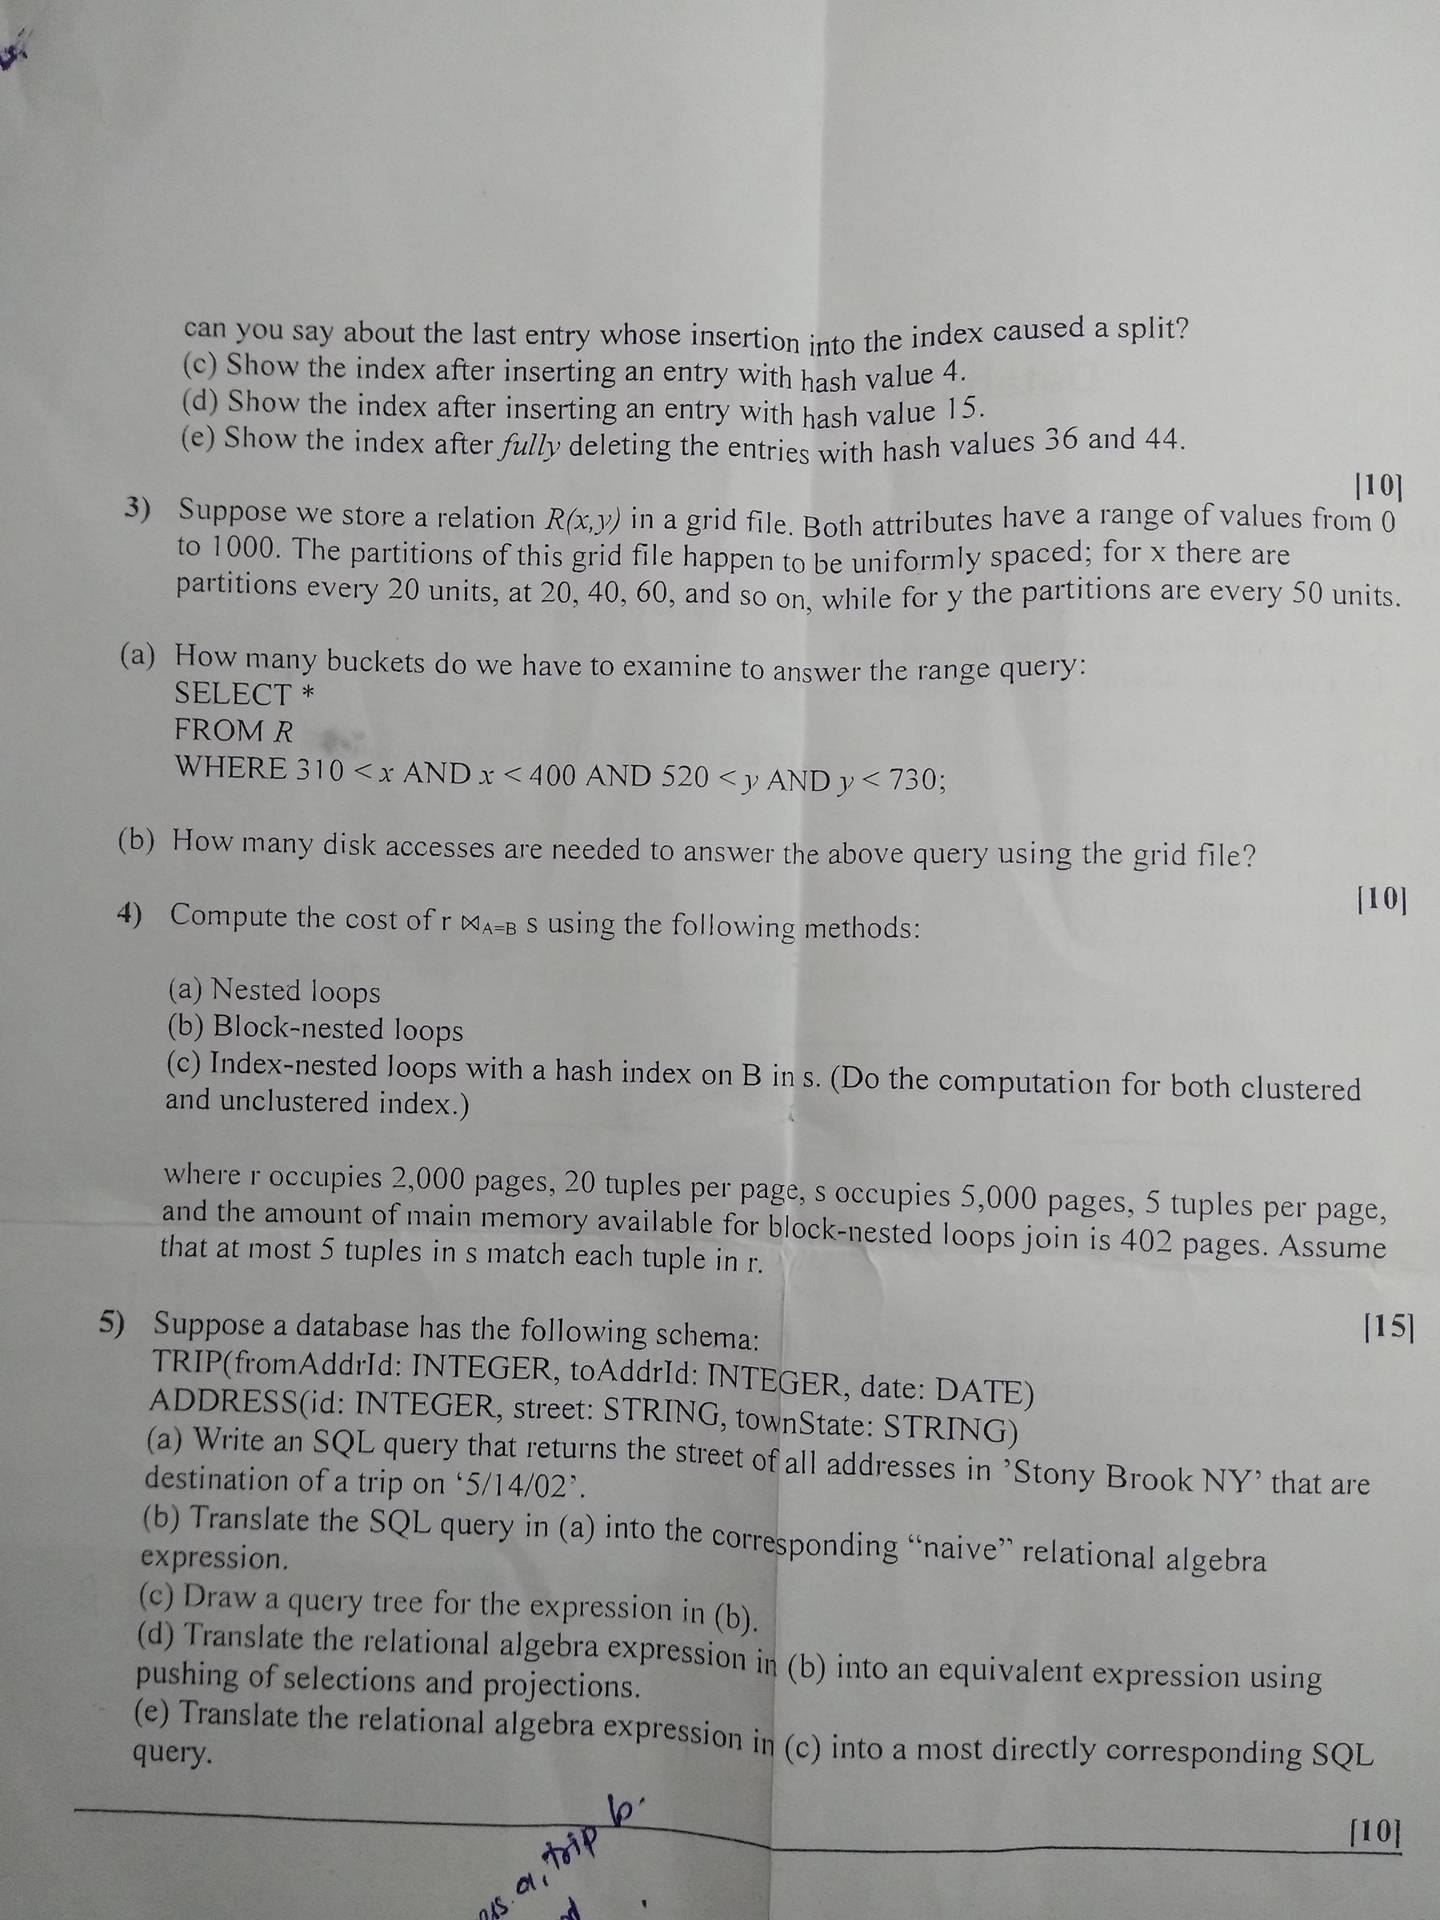 can you say about the last entry whose insertion into the index caused a split?
(c) Show the index after inserting an entry with hash value 4.
(d) Show the index after inserting an entry with hash value 15.
(e) Show the index after fully deleting the entries with hash values 36 and 44.
[10]
3) Suppose we store a relation R(x,y) in a grid file. Both attributes have a range of values from 0
to 1000. The partitions of this grid file happen to be uniformly spaced; for x there are
partitions every 20 units, at 20, 40, 60, and so on, while for y the partitions are every 50 units.
(a) How many buckets do we have to examine to answer the range query:
SELECT *
FROM R
WHERE 310 < x AND x < 400 AND 520 < y AND y < 730;
(b) How many disk accesses are needed to answer the above query using the grid file?
[10]
4) Compute the cost of r ⋈A=B s using the following methods:
(a) Nested loops
(b) Block-nested loops
(c) Index-nested loops with a hash index on B in s. (Do the computation for both clustered
and unclustered index.)
where r occupies 2,000 pages, 20 tuples per page, s occupies 5,000 pages, 5 tuples per page,
and the amount of main memory available for block-nested loops join is 402 pages. Assume
that at most 5 tuples in s match each tuple in r.
[15]
5) Suppose a database has the following schema:
TRIP(fromAddrId: INTEGER, toAddrId: INTEGER, date: DATE)
ADDRESS(id: INTEGER, street: STRING, townState: STRING)
(a) Write an SQL query that returns the street of all addresses in ’Stony Brook NY’ that are
destination of a trip on ‘5/14/02’.
(b) Translate the SQL query in (a) into the corresponding “naive” relational algebra
expression.
(c) Draw a query tree for the expression in (b).
(d) Translate the relational algebra expression in (b) into an equivalent expression using
pushing of selections and projections.
(e) Translate the relational algebra expression in (c) into a most directly corresponding SQL
query.
[10]
a, trip b